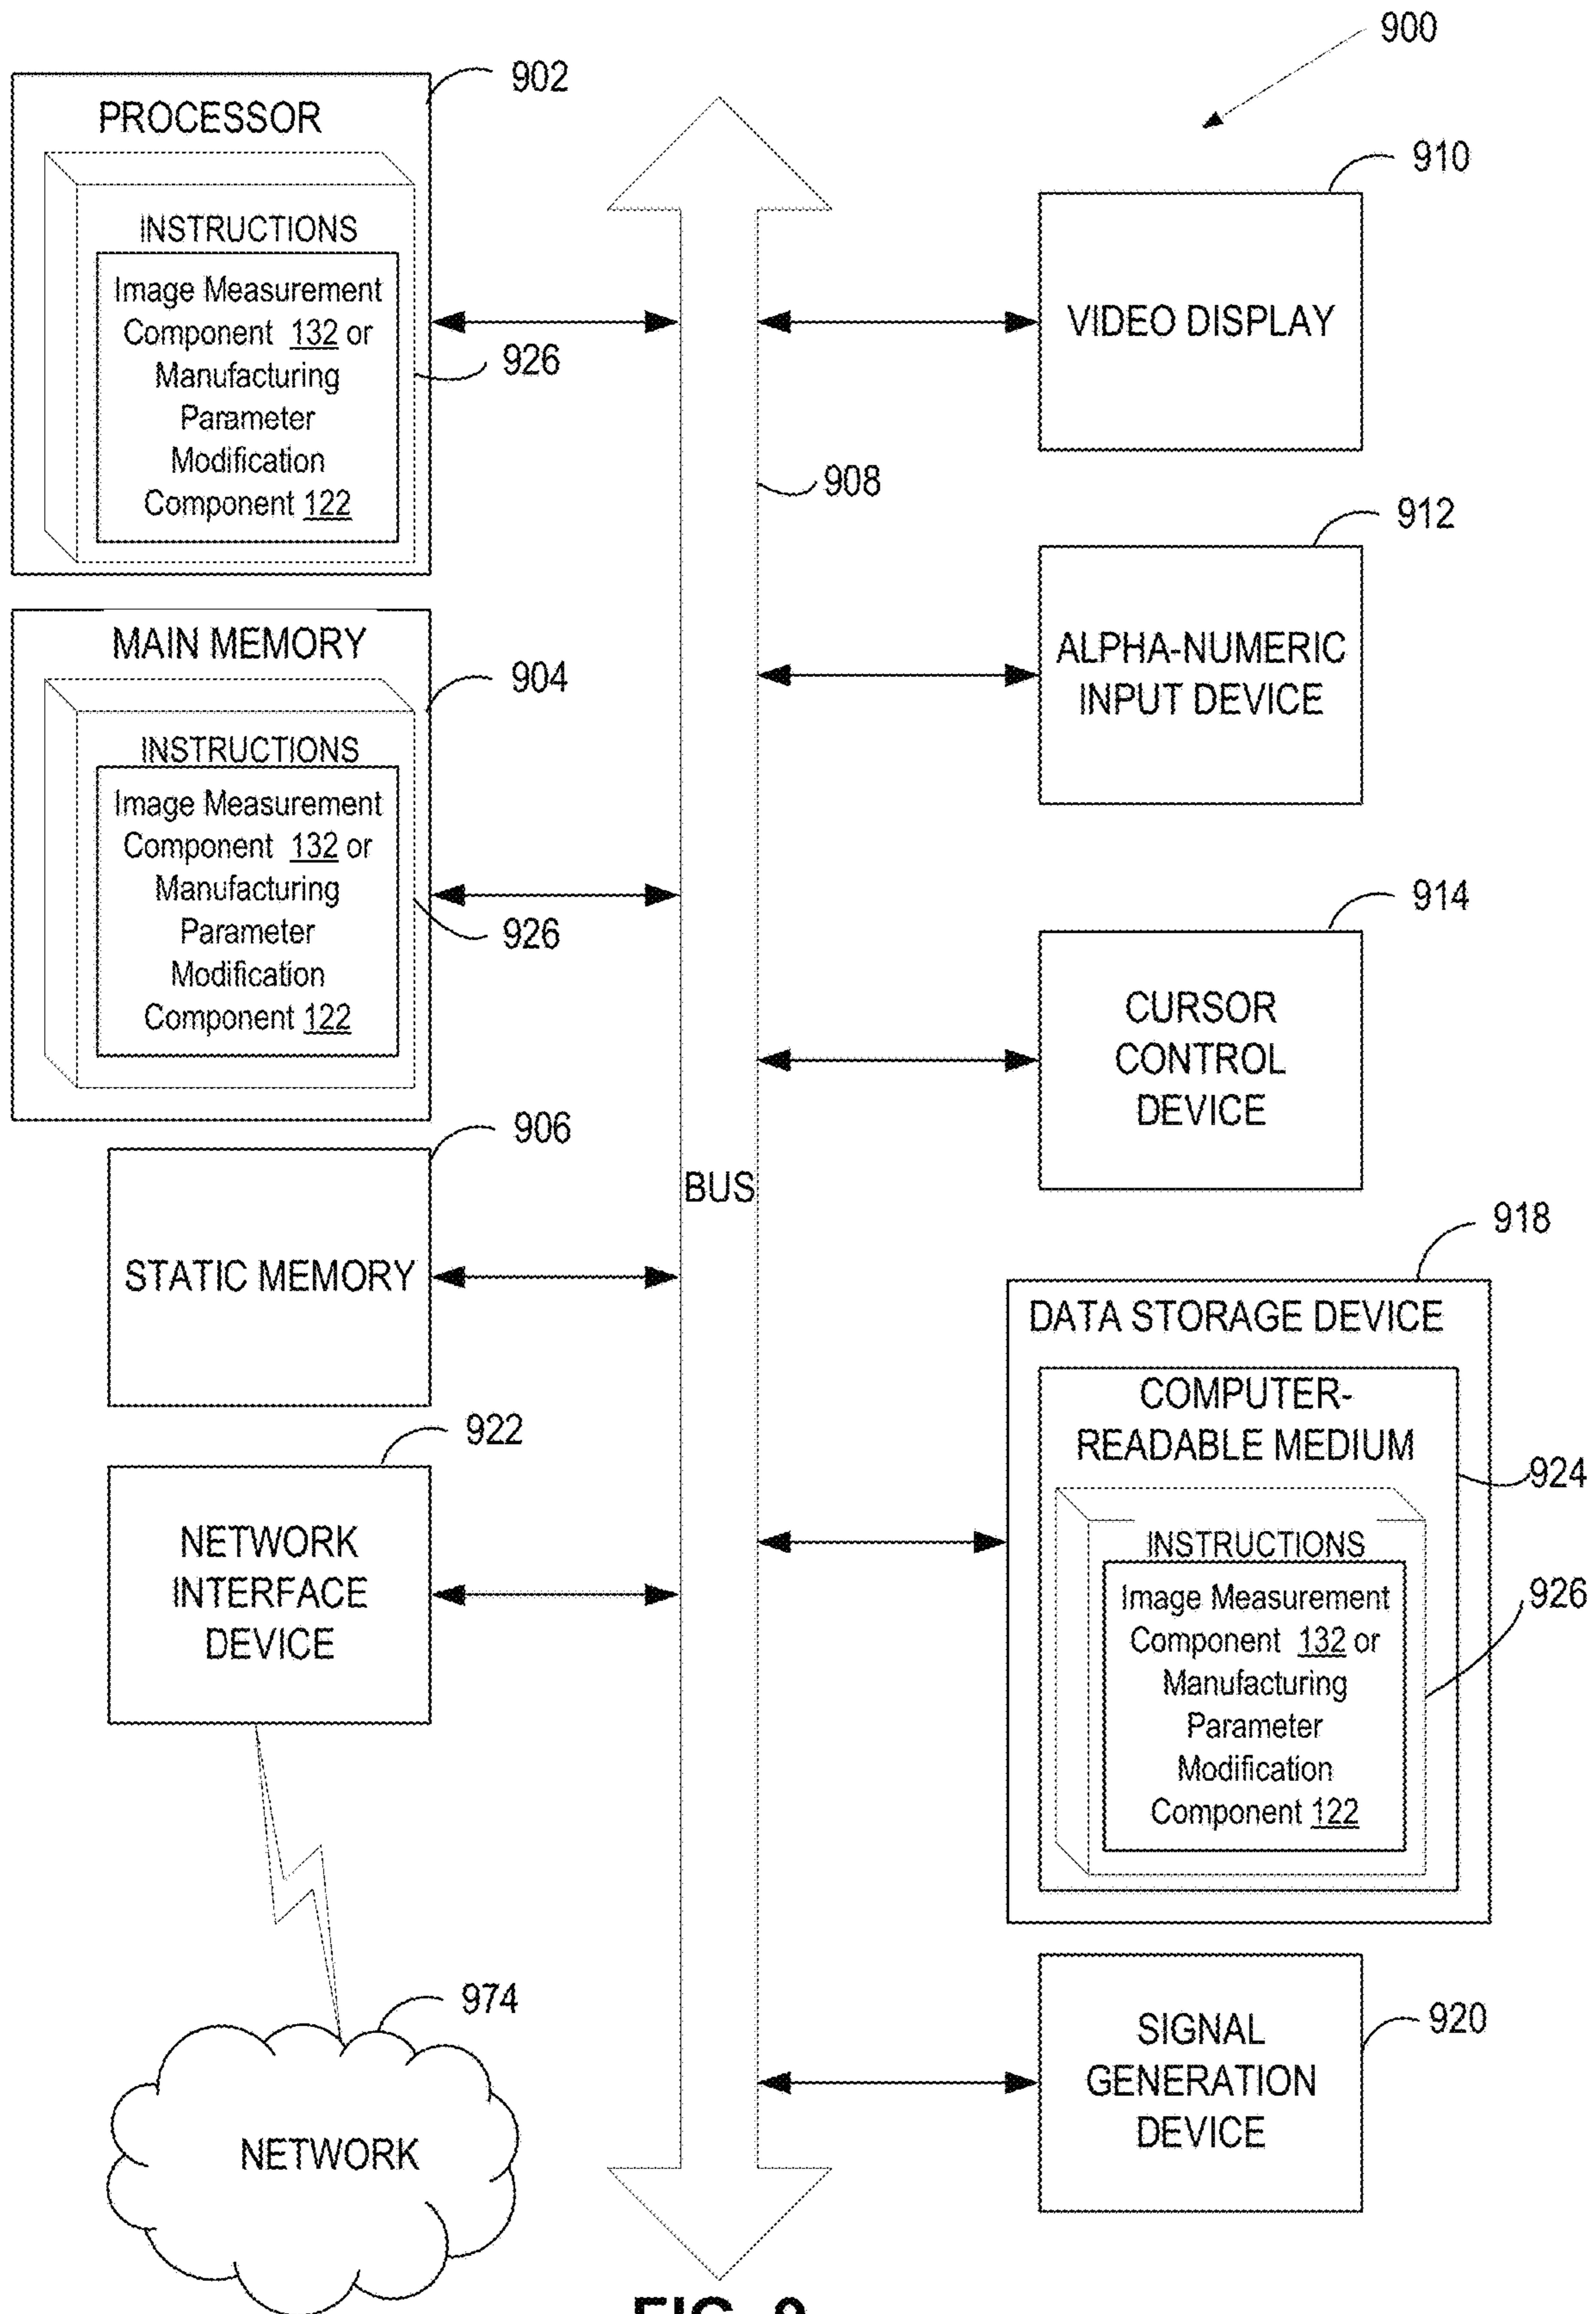 900
902
PROCESSOR
INSTRUCTIONS
Image Measurement
Component 132 or
Manufacturing
Parameter
Modification
Component 122
926
MAIN MEMORY
904
INSTRUCTIONS
Image Measurement
Component 132 or
Manufacturing
Parameter
Modification
Component 122
926
906
STATIC MEMORY
922
NETWORK
INTERFACE
DEVICE
974
NETWORK
908
BUS
910
VIDEO DISPLAY
912
ALPHA-NUMERIC
INPUT DEVICE
914
CURSOR
CONTROL
DEVICE
918
DATA STORAGE DEVICE
COMPUTER-
READABLE MEDIUM
924
INSTRUCTIONS
Image Measurement
Component 132 or
Manufacturing
Parameter
Modification
Component 122
926
SIGNAL
GENERATION
DEVICE
920